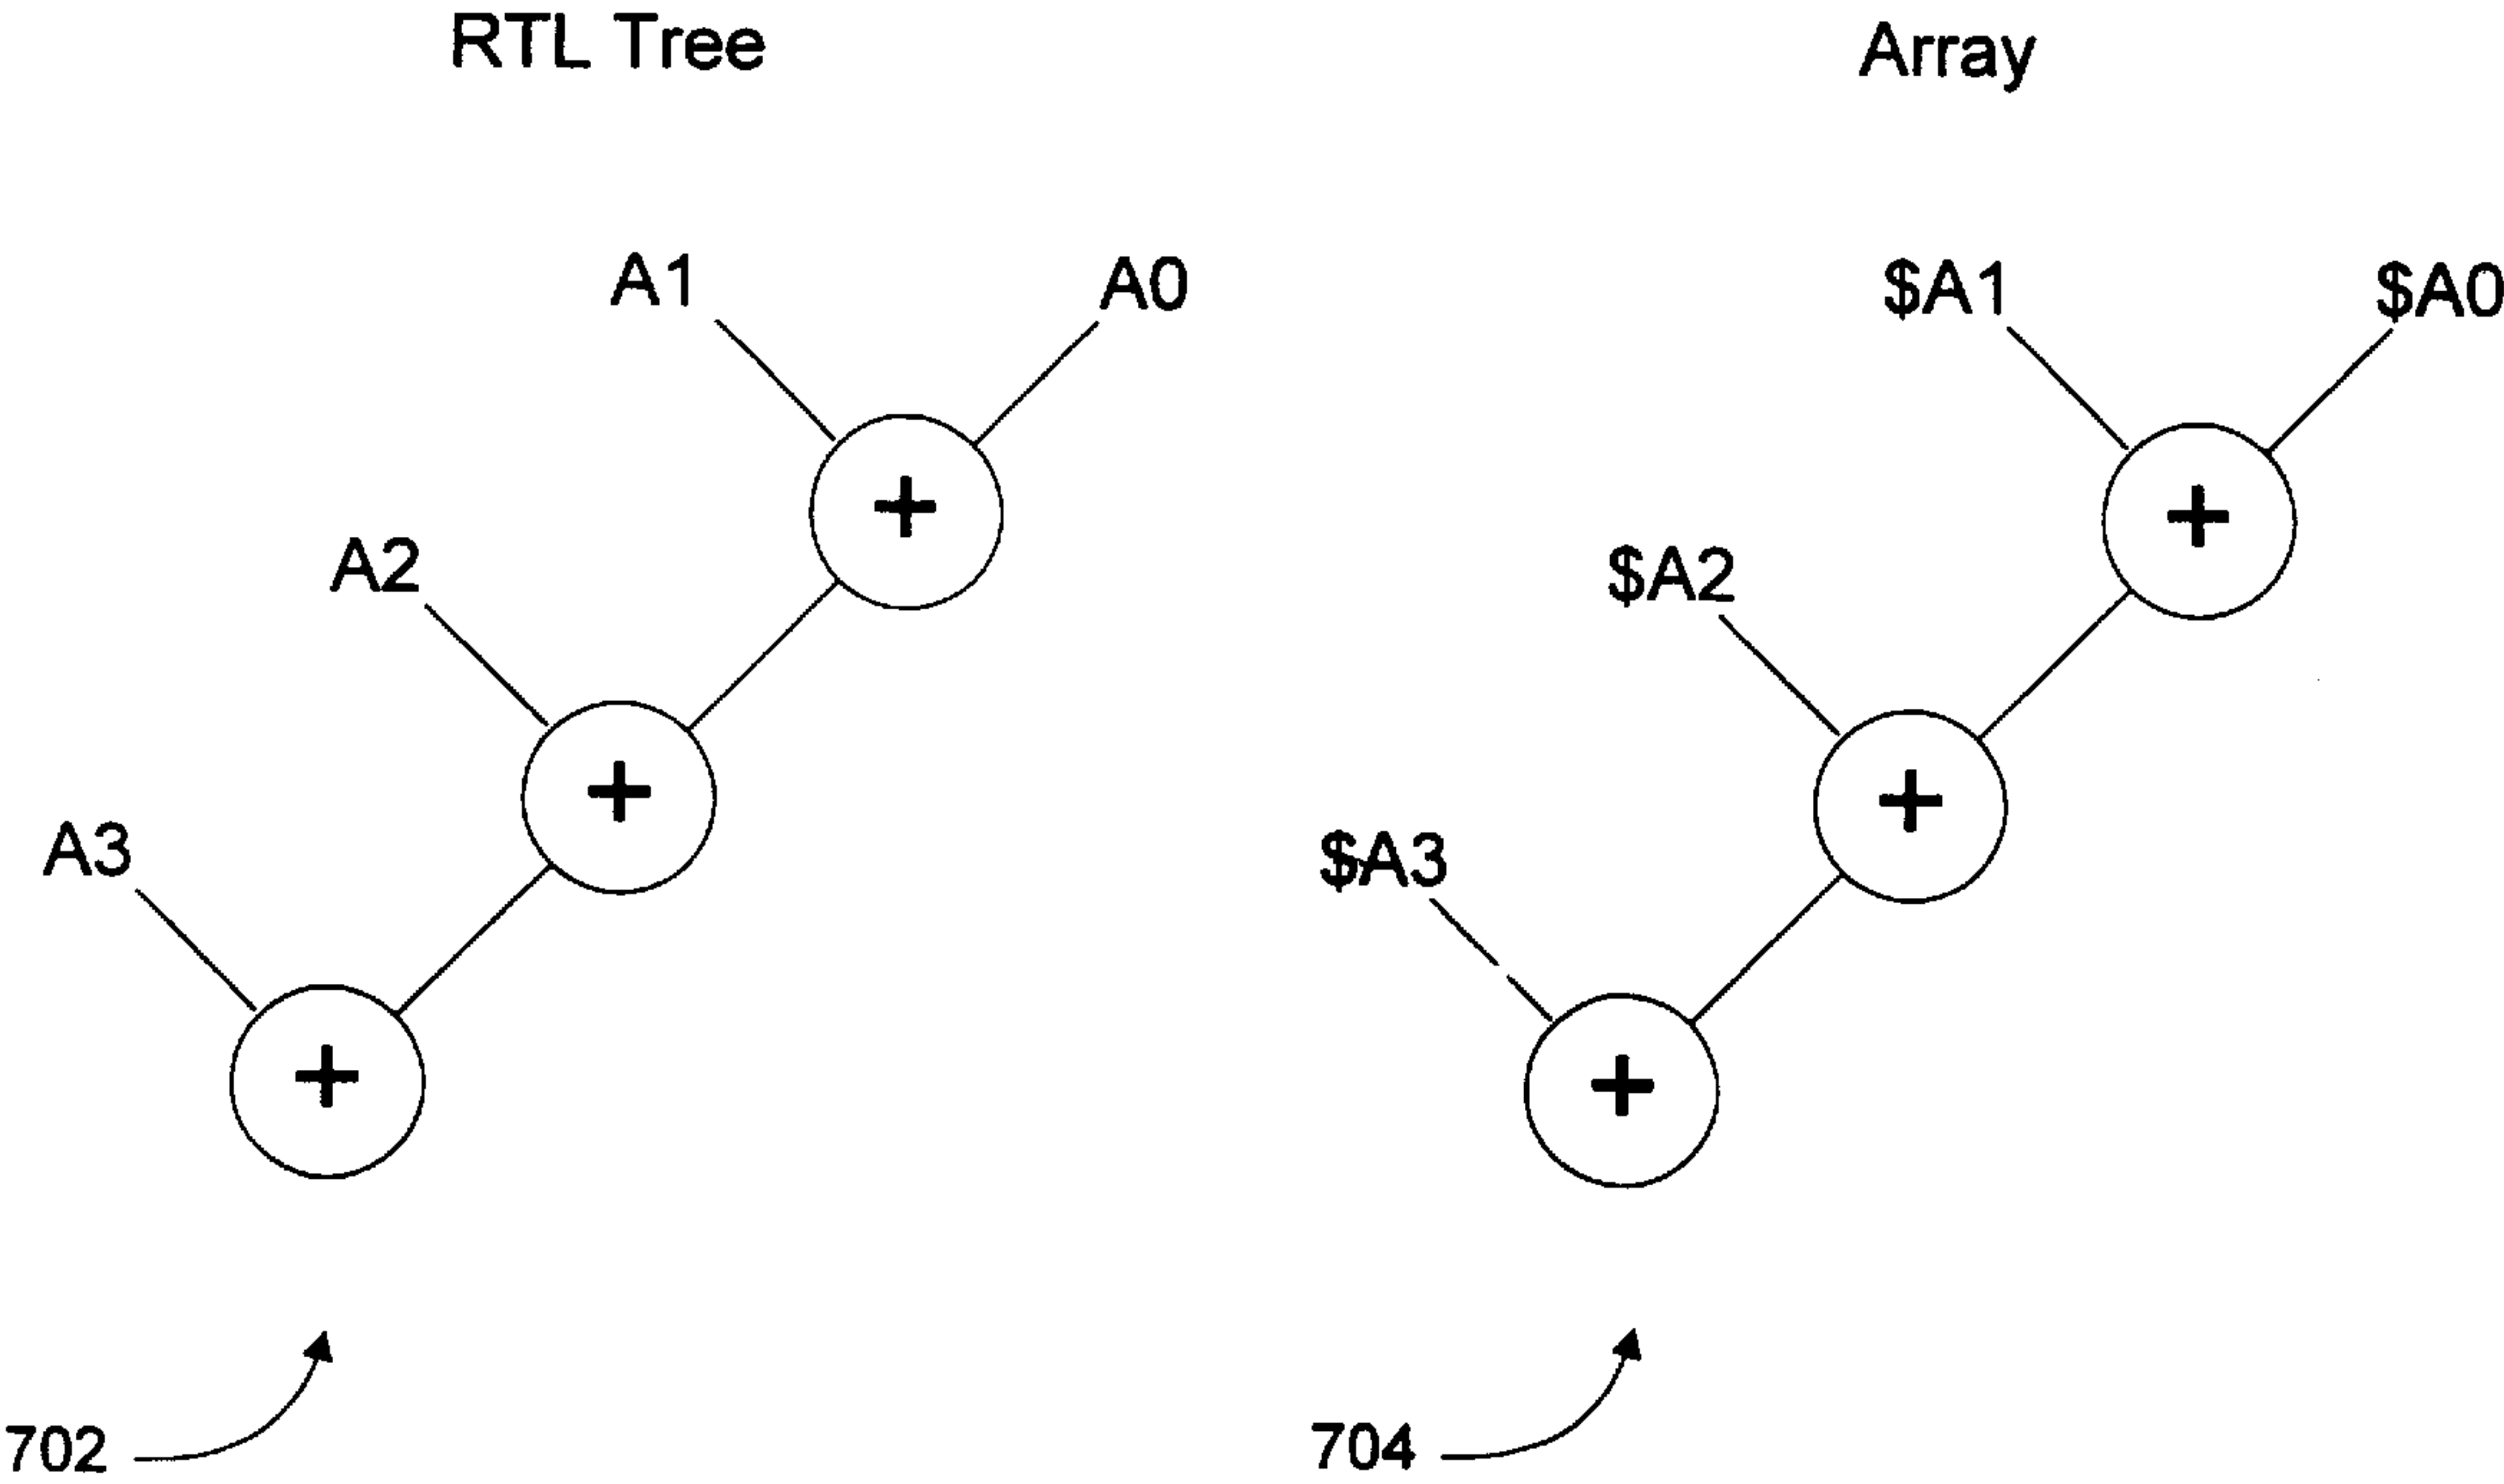 RTL Tree
Array
A1
A0
$A1
$A0
+
+
A2
$A2
+
+
A3
$A3
+
+
702
704